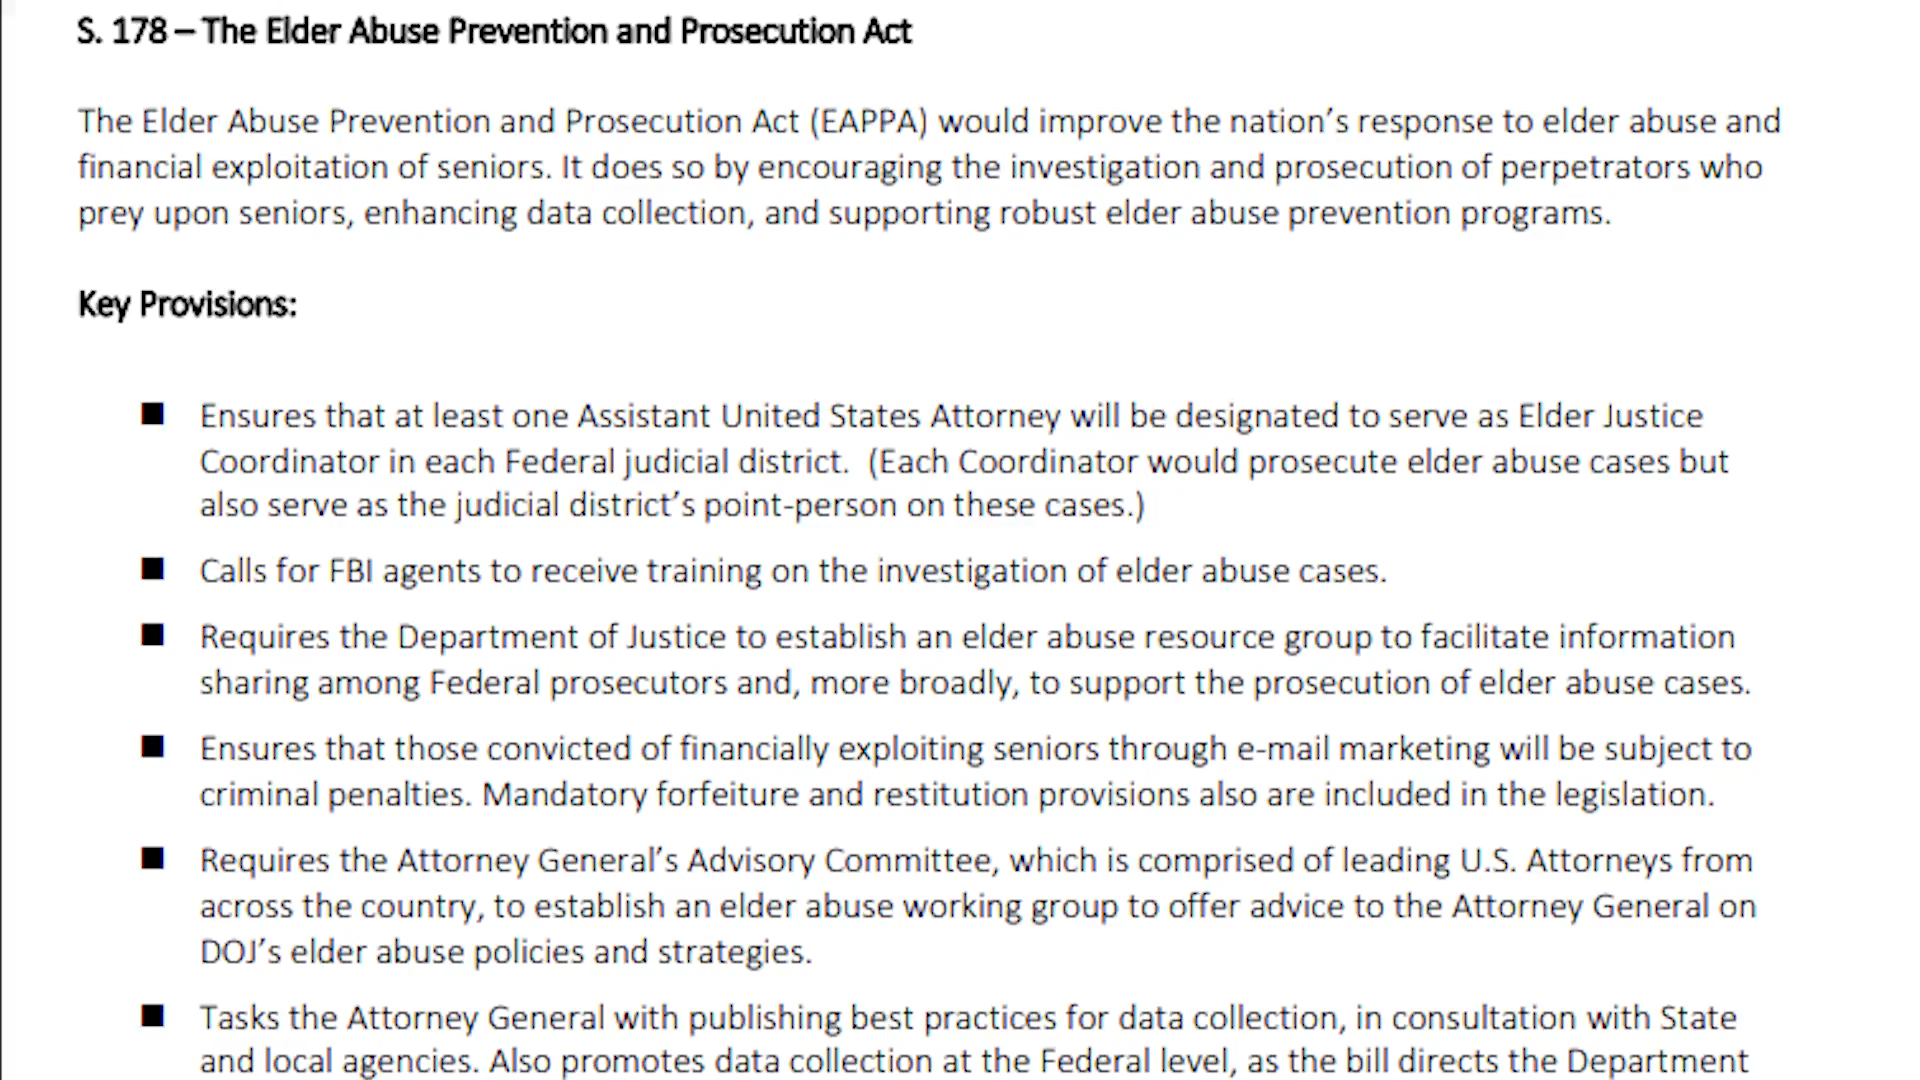 S. 178 – The Elder Abuse Prevention and Prosecution Act
The Elder Abuse Prevention and Prosecution Act (EAPPA) would improve the nation’s response to elder abuse and
financial exploitation of seniors. It does so by encouraging the investigation and prosecution of perpetrators who
prey upon seniors, enhancing data collection, and supporting robust elder abuse prevention programs.
Key Provisions:
■ Ensures that at least one Assistant United States Attorney will be designated to serve as Elder Justice
Coordinator in each Federal judicial district.  (Each Coordinator would prosecute elder abuse cases but
also serve as the judicial district’s point-person on these cases.)
■ Calls for FBI agents to receive training on the investigation of elder abuse cases.
■ Requires the Department of Justice to establish an elder abuse resource group to facilitate information
sharing among Federal prosecutors and, more broadly, to support the prosecution of elder abuse cases.
■ Ensures that those convicted of financially exploiting seniors through e-mail marketing will be subject to
criminal penalties. Mandatory forfeiture and restitution provisions also are included in the legislation.
■ Requires the Attorney General’s Advisory Committee, which is comprised of leading U.S. Attorneys from
across the country, to establish an elder abuse working group to offer advice to the Attorney General on
DOJ’s elder abuse policies and strategies.
■ Tasks the Attorney General with publishing best practices for data collection, in consultation with State
and local agencies. Also promotes data collection at the Federal level, as the bill directs the Department